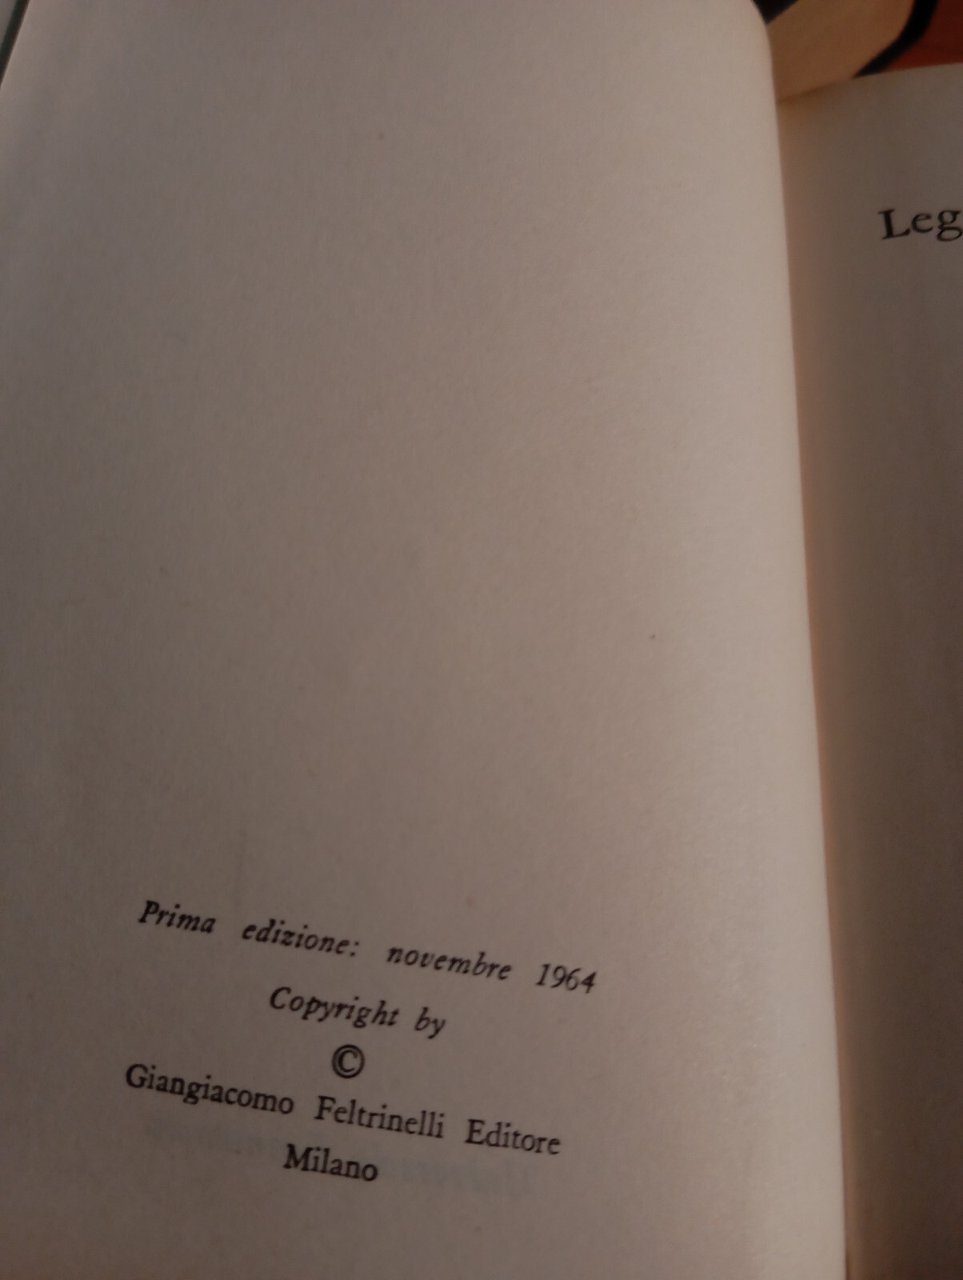 Prima edizione: novembre 1964
Copyright by
©
Giangiacomo Feltrinelli Editore
Milano
Leg